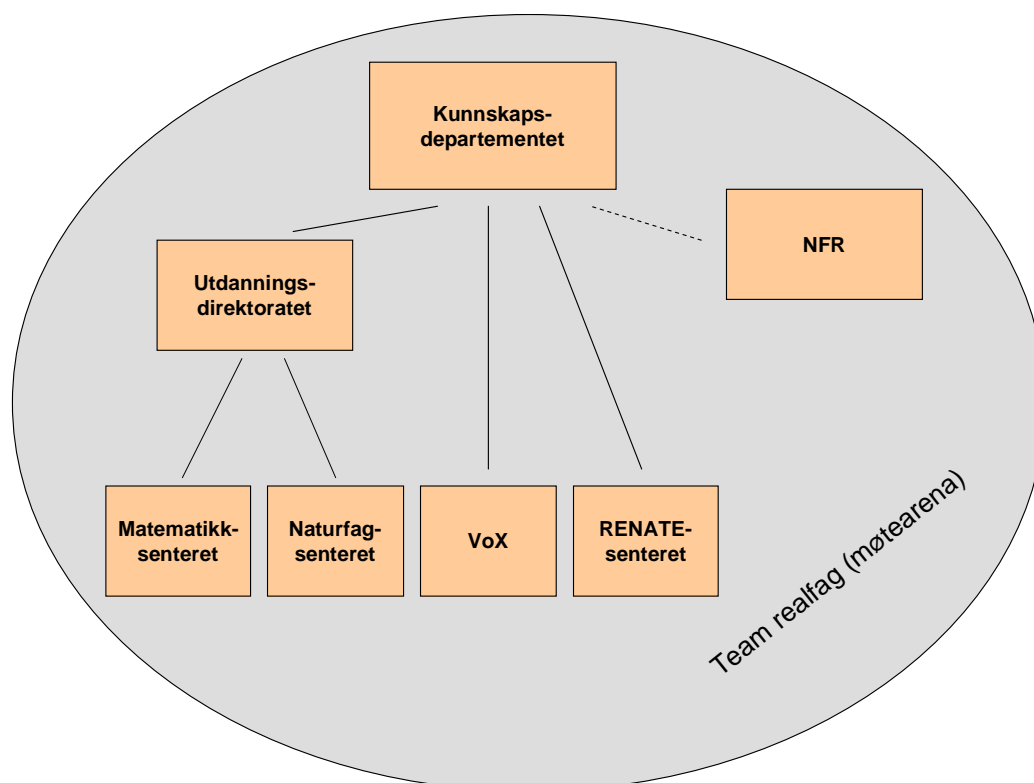 Kunnskaps-
departementet
NFR
Utdannings-
direktoratet
Matematikk-
senteret
Naturfag-
senteret
VoX
RENATE-
senteret
Team realfag (møtearena)